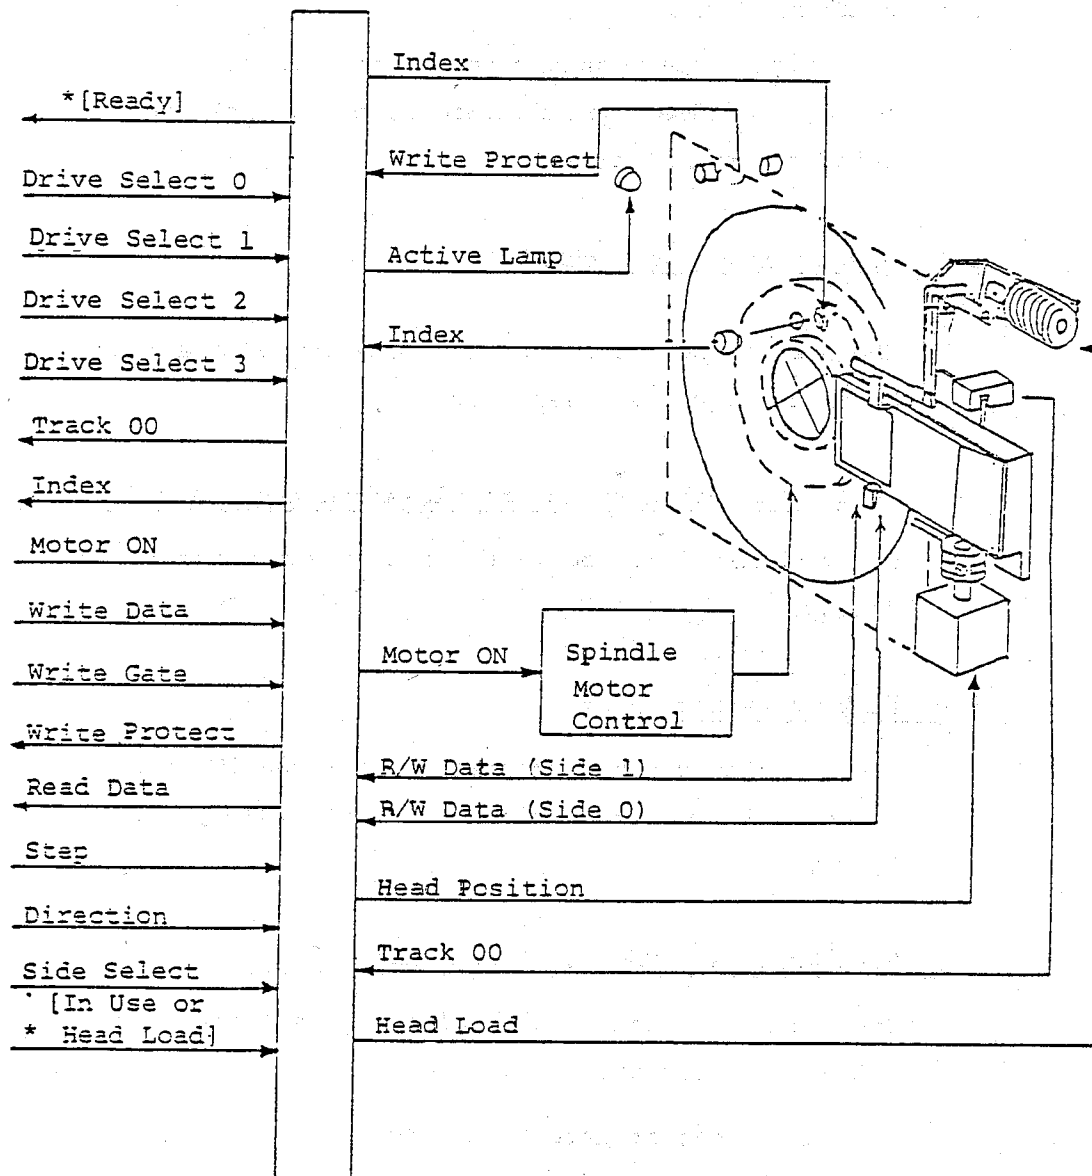 *[Ready]
Drive Select 0
Drive Select 1
Drive Select 2
Drive Select 3
Track 00
Index
Motor ON
Write Data
Write Gate
Write Protect
Read Data
Step
Direction
Side Select
[In Use or
* Head Load]
Index
Write Protect
Active Lamp
Index
Motor ON
Spindle
Motor
Control
R/W Data (Side 1)
R/W Data (Side 0)
Head Position
Track 00
Head Load